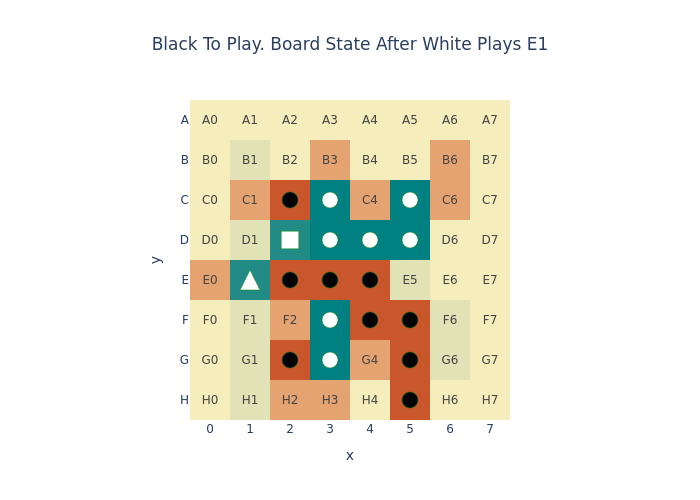 Black To Play. Board State After White Plays E1
A A0 A1 A2 A3 A4 A5 A6 A7
B B0 B1 B2 B3 B4 B5 B6 B7
C C0 C1 C4 C6 C7
D D0 D1 D6 D7
y
E E0 E5 E6 E7
F F0 F1 F2 F6 F7
G G0 G1 G4 G6 G7
H H0 H1 H2 H3 H4 H6 H7
0 1 2 3 4 5 6 7
x